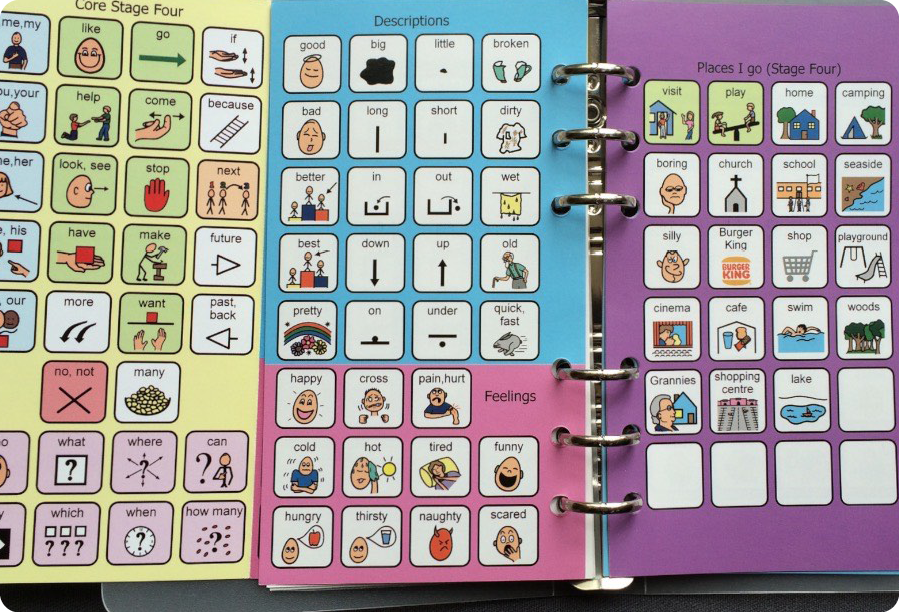 Core Stage Four
me,my like go if
your help come because
her look, see stop next
his have make future
our more want past,
back
no, not many
what where can
which when how many
Descriptions
good big little broken
bad long short dirty
better in out wet
best down up old
pretty on under quick,
fast
happy cross pain,hurt
Feelings
cold hot tired funny
hungry thirsty naughty scared
Places I go (Stage Four)
visit play home camping
boring church school seaside
silly Burger
King shop playground
BURGER
KING
cinema cafe swim woods
Grannies shopping
centre lake